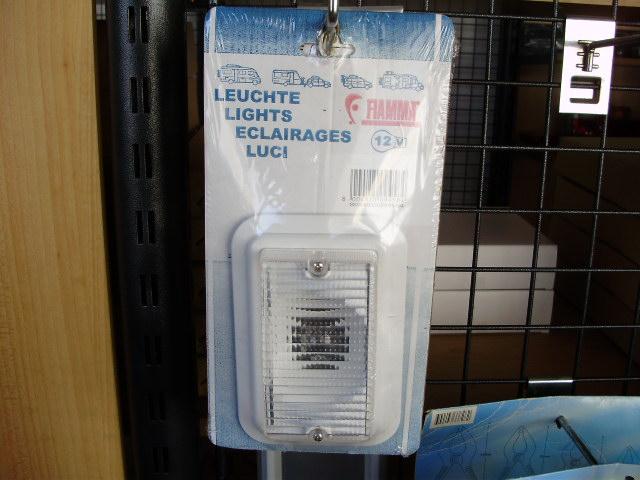 LEUCHTE
LIGHTS
ECLAIRAGES
LUCI
FIAMMA
12 V